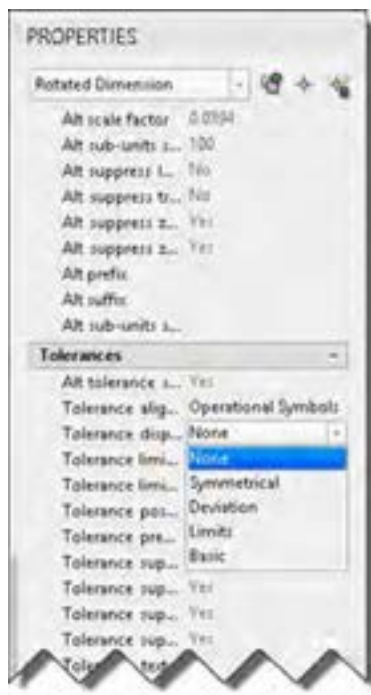 PROPERTIES
Rotated Dimension
Alt scale factor 0.0394
Alt sub-units s... 100
Alt suppress l... No
Alt suppress tr... No
Alt suppress z... Yes
Alt suppress z... Yes
Alt prefix
Alt suffix
Alt sub-units s...
Tolerances
Alt tolerance s... Yes
Tolerance alig... Operational Symbols
Tolerance disp... None
Tolerance limi... None
Tolerance limi... Symmetrical
Tolerance pos... Deviation
Tolerance pre... Limits
Tolerance sup... Basic
Tolerance sup... Yes
Tolerance sup... Yes
Tolerance sup... Yes